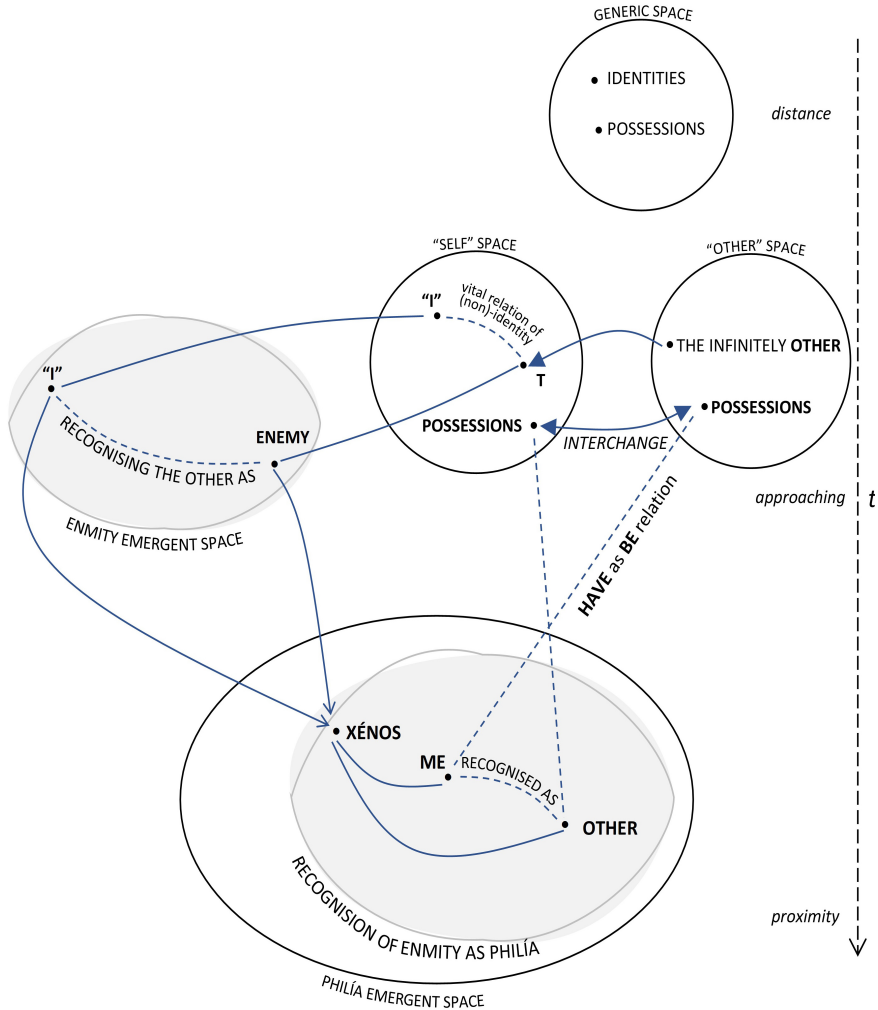 GENERIC SPACE
IDENTITIES
POSSESSIONS
distance
“SELF” SPACE
“OTHER” SPACE
“I”
vital relation of
(non)-identity
T
THE INFINITELY OTHER
POSSESSIONS
POSSESSIONS
INTERCHANGE
“I”
ENEMY
RECOGNISING THE OTHER AS
ENMITY EMERGENT SPACE
approaching
t
HAVE as BE relation
XÉNOS
ME
RECOGNISED AS
OTHER
RECOGNISION OF ENMITY AS PHILÍA
PHILÍA EMERGENT SPACE
proximity